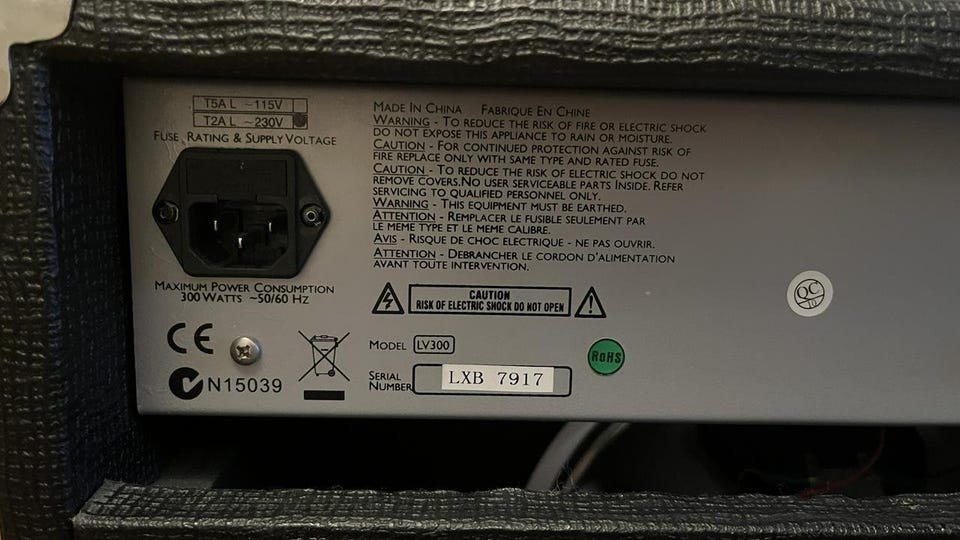 T5A L ~115V
T2A L ~230V
FUSE RATING & SUPPLY VOLTAGE
MAXIMUM POWER CONSUMPTION
300 WATTS ~50/60 HZ
CE
N15039
MADE IN CHINA FABRIQUE EN CHINE
WARNING - TO REDUCE THE RISK OF FIRE OR ELECTRIC SHOCK
DO NOT EXPOSE THIS APPLIANCE TO RAIN OR MOISTURE.
CAUTION - FOR CONTINUED PROTECTION AGAINST RISK OF
FIRE REPLACE ONLY WITH SAME TYPE AND RATED FUSE.
CAUTION - TO REDUCE THE RISK OF ELECTRIC SHOCK DO NOT
REMOVE COVERS.NO USER SERVICEABLE PARTS INSIDE. REFER
SERVICING TO QUALIFIED PERSONNEL ONLY.
WARNING - THIS EQUIPMENT MUST BE EARTHED.
ATTENTION - REMPLACER LE FUSIBLE SEULEMENT PAR
LE MEME TYPE ET LE MEME CALIBRE.
AVIS - RISQUE DE CHOC ELECTRIQUE - NE PAS OUVRIR.
ATTENTION - DEBRANCHER LE CORDON D'ALIMENTATION
AVANT TOUTE INTERVENTION.
CAUTION
RISK OF ELECTRIC SHOCK DO NOT OPEN
MODEL LV300
SERIAL
NUMBER LXB 7917
RoHS
QC
10